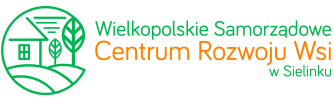 Wielkopolskie Samorządowe
Centrum Rozwoju Wsi
w Sielinku